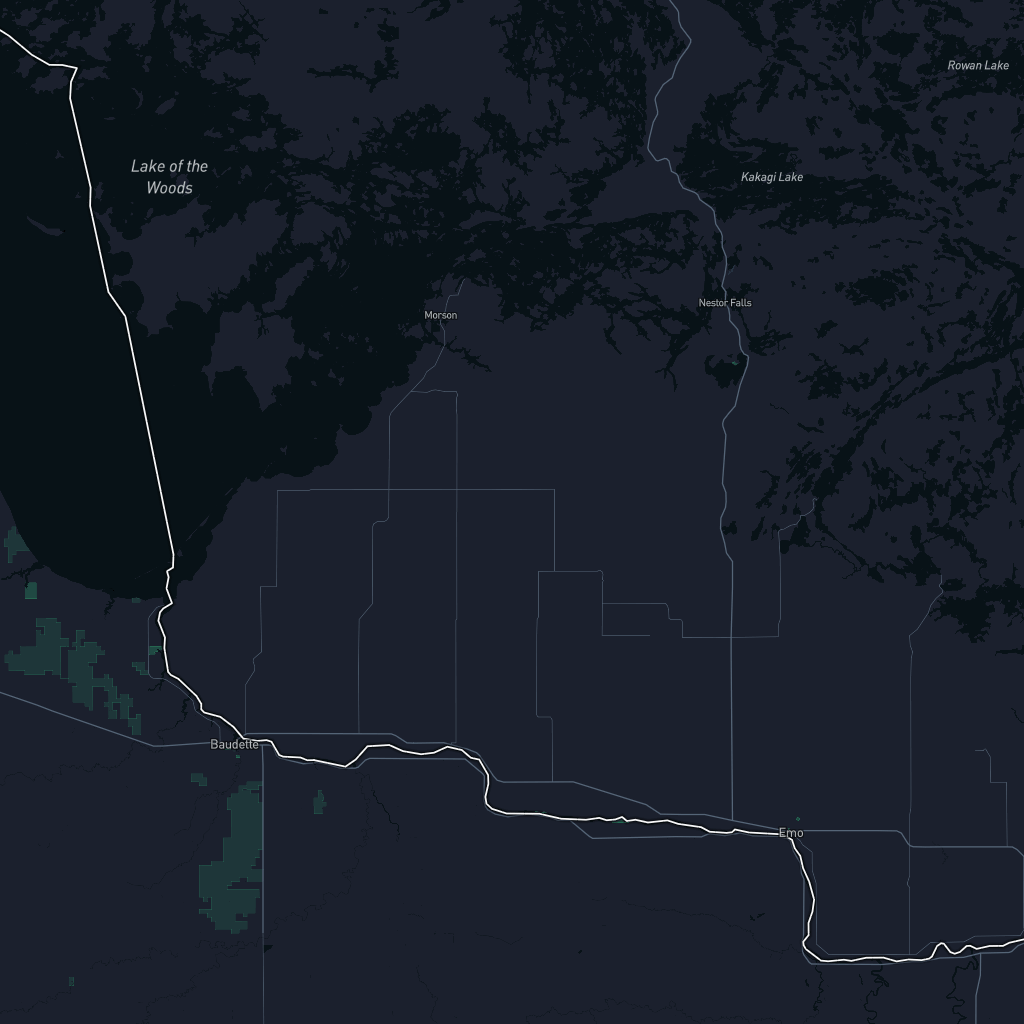 Rowan Lake
Lake of the
Woods
Kakagi Lake
Nestor Falls
Morson
Baudette
Emo